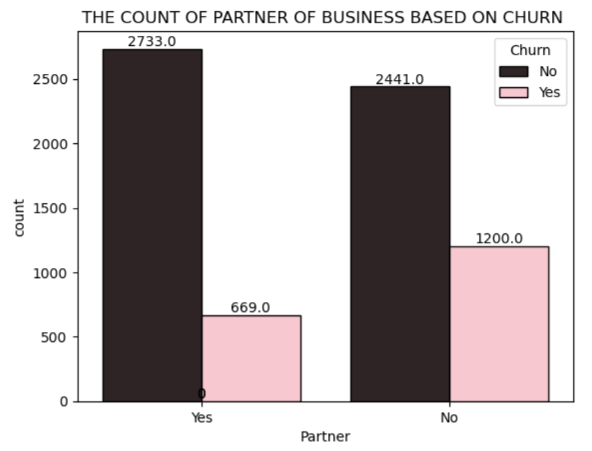 THE COUNT OF PARTNER OF BUSINESS BASED ON CHURN
2733.0
2441.0
1200.0
669.0
0
Churn
No
Yes
2500
2000
1500
1000
500
0
count
Yes
No
Partner